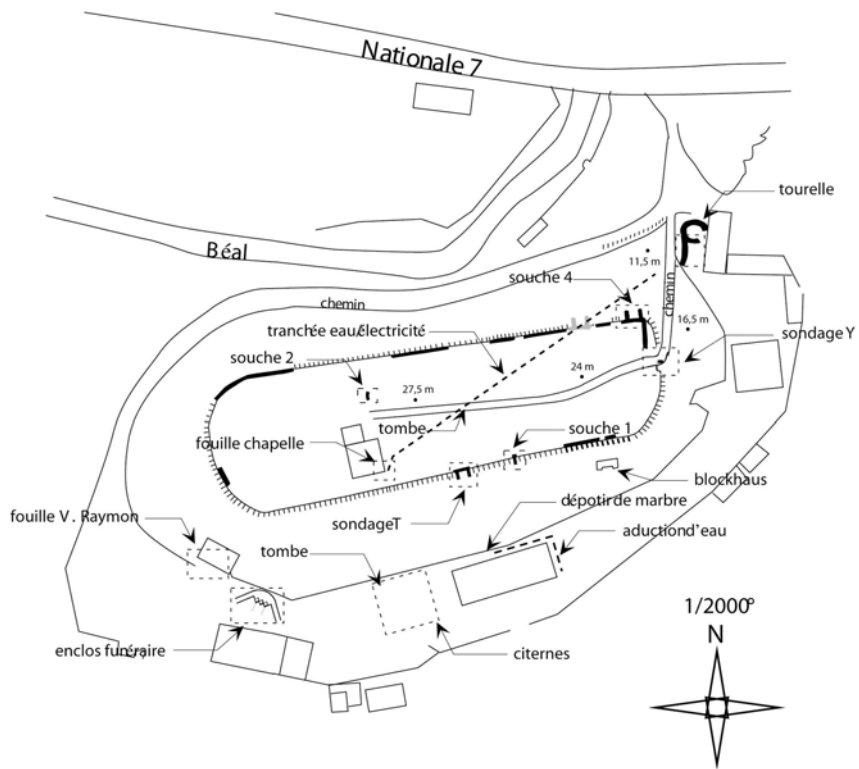 Nationale 7
tourelle
Béal
11,5 m
souche 4
chemin
chemin
16,5 m
tranchée eau/électricité
sondage Y
souche 2
24 m
27,5 m
tombe
souche 1
fouille chapelle
blockhaus
dépotir de marbre
fouille V. Raymon
sondageT
aduction d'eau
tombe
1/2000°
N
enclos funéraire
citernes